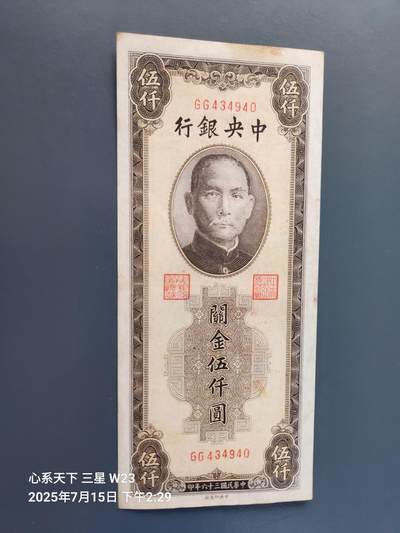 伍仟 伍仟
GG434940
行銀央中
關金伍仟圓
GG434940
伍仟 伍仟
印年六十三國民華中
心系天下 三星 W23
2025年7月15日 下午2:29